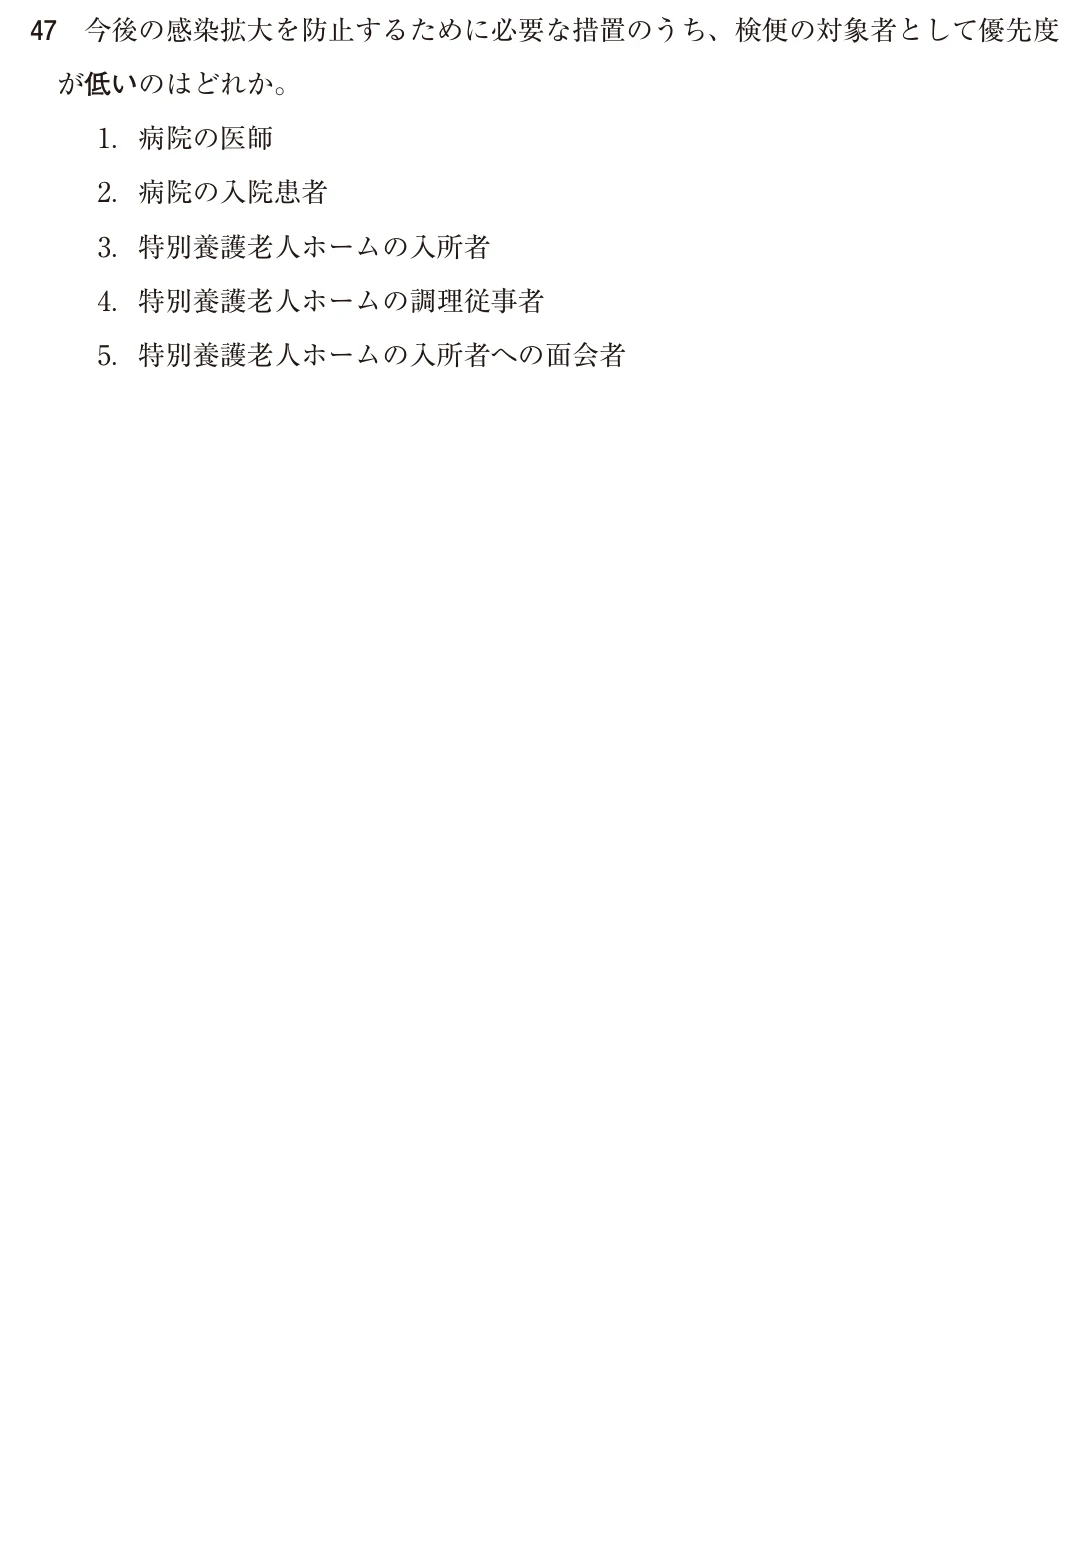 47　今後の感染拡大を防止するために必要な措置のうち、検便の対象者として優先度
が低いのはどれか。
1. 病院の医師
2. 病院の入院患者
3. 特別養護老人ホームの入所者
4. 特別養護老人ホームの調理従事者
5. 特別養護老人ホームの入所者への面会者